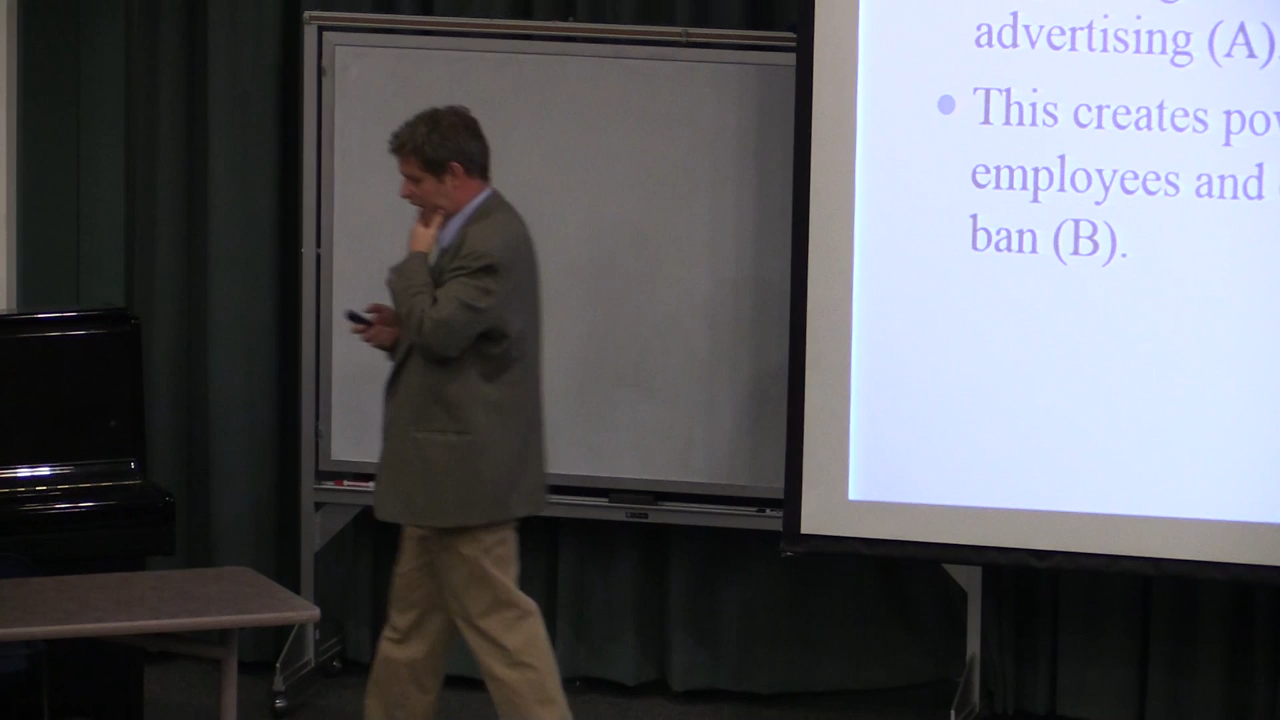 advertising (A)
• This creates pov
employees and
ban (B).